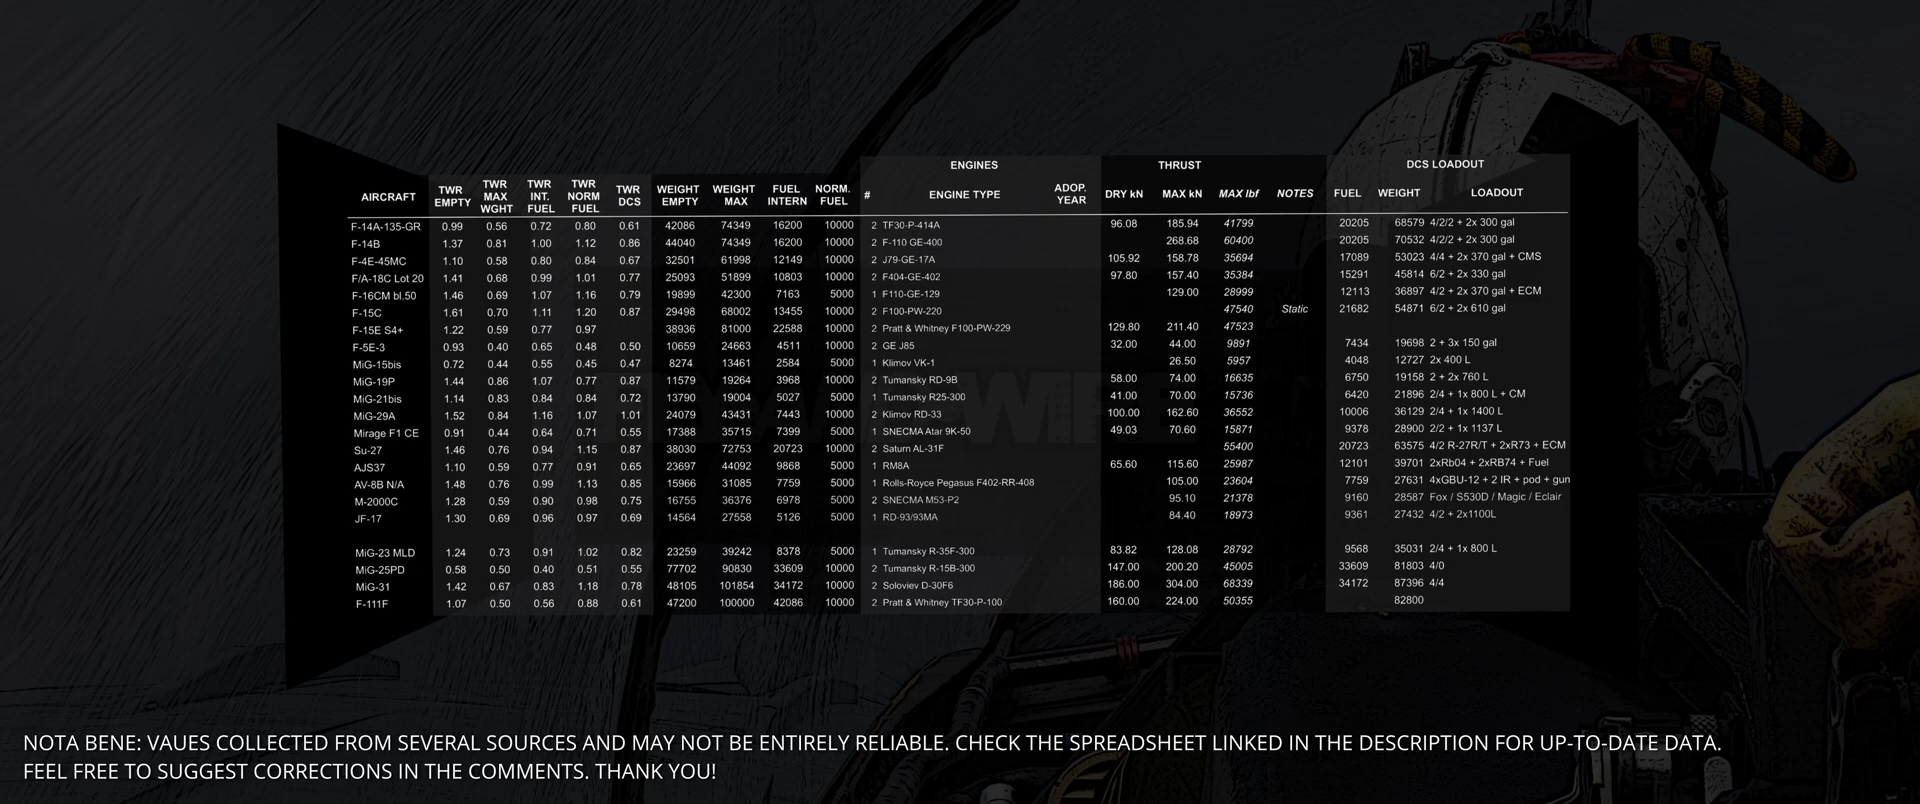 ENGINES THRUST DCS LOADOUT
AIRCRAFT TWR EMPTY TWR MAX WGHT TWR INT. FUEL TWR NORM FUEL TWR DCS WEIGHT EMPTY WEIGHT MAX FUEL INTERN NORM. FUEL # ENGINE TYPE ADOP. YEAR DRY kN MAX kN MAX lbf NOTES FUEL WEIGHT LOADOUT
F-14A-135-GR 0.99 0.56 0.72 0.80 0.61 42086 74349 16200 10000 2 TF30-P-414A 96.08 185.94 41799 20205 68579 4/2/2 + 2x 300 gal
F-14B 1.37 0.81 1.00 1.12 0.86 44040 74349 16200 10000 2 F-110 GE-400 268.68 60400 20205 70532 4/2/2 + 2x 300 gal
F-4E-45MC 1.10 0.58 0.80 0.84 0.67 32501 61998 12149 10000 2 J79-GE-17A 105.92 158.78 35694 17089 53023 4/4 + 2x 370 gal + CMS
F/A-18C Lot 20 1.41 0.68 0.99 1.01 0.77 25093 51899 10803 10000 2 F404-GE-402 97.80 157.40 35384 15291 45814 6/2 + 2x 330 gal
F-16CM bl.50 1.46 0.69 1.07 1.16 0.79 19899 42300 7163 5000 1 F110-GE-129 129.00 28999 12113 36897 4/2 + 2x 370 gal + ECM
F-15C 1.61 0.70 1.11 1.20 0.87 29498 68002 13455 10000 2 F100-PW-220 47540 Static 21682 54871 6/2 + 2x 610 gal
F-15E S4+ 1.22 0.59 0.77 0.97 38936 81000 22588 10000 2 Pratt & Whitney F100-PW-229 129.80 211.40 47523
F-5E-3 0.93 0.40 0.65 0.48 0.50 10659 24663 4511 10000 2 GE J85 32.00 44.00 9891 7434 19698 2 + 3x 150 gal
MiG-15bis 0.72 0.44 0.55 0.45 0.47 8274 13461 2584 5000 1 Klimov VK-1 26.50 5957 4048 12727 2x 400 L
MiG-19P 1.44 0.86 1.07 0.77 0.87 11579 19264 3968 10000 2 Tumansky RD-9B 58.00 74.00 16635 6750 19158 2 + 2x 760 L
MiG-21bis 1.14 0.83 0.84 0.84 0.72 13790 19004 5027 5000 1 Tumansky R25-300 41.00 70.00 15736 6420 21896 2/4 + 1x 800 L + CM
MiG-29A 1.52 0.84 1.16 1.07 1.01 24079 43431 7443 10000 2 Klimov RD-33 100.00 162.60 36552 10006 36129 2/4 + 1x 1400 L
Mirage F1 CE 0.91 0.44 0.64 0.71 0.55 17388 35715 7399 5000 1 SNECMA Atar 9K-50 49.03 70.60 15871 9378 28900 2/2 + 1x 1137 L
Su-27 1.46 0.76 0.94 1.15 0.87 38030 72753 20723 10000 2 Saturn AL-31F 55400 20723 63575 4/2 R-27R/T + 2xR73 + ECM
AJS37 1.10 0.59 0.77 0.91 0.65 23697 44092 9868 5000 1 RM8A 65.60 115.60 25987 12101 39701 2xRb04 + 2xRB74 + Fuel
AV-8B N/A 1.48 0.76 0.99 1.13 0.85 15966 31085 7759 5000 1 Rolls-Royce Pegasus F402-RR-408 105.00 23604 7759 27631 4xGBU-12 + 2 IR + pod + gun
M-2000C 1.28 0.59 0.90 0.98 0.75 16755 36376 6978 5000 2 SNECMA M53-P2 95.10 21378 9160 28587 Fox / S530D / Magic / Eclair
JF-17 1.30 0.69 0.96 0.97 0.69 14564 27558 5126 5000 1 RD-93/93MA 84.40 18973 9361 27432 4/2 + 2x1100L
MiG-23 MLD 1.24 0.73 0.91 1.02 0.82 23259 39242 8378 5000 1 Tumansky R-35F-300 83.82 128.08 28792 9568 35031 2/4 + 1x 800 L
MiG-25PD 0.58 0.50 0.40 0.51 0.55 77702 90830 33609 10000 2 Tumansky R-15B-300 147.00 200.20 45005 33609 81803 4/0
MiG-31 1.42 0.67 0.83 1.18 0.78 48105 101854 34172 10000 2 Soloviev D-30F6 186.00 304.00 68339 34172 87396 4/4
F-111F 1.07 0.50 0.56 0.88 0.61 47200 100000 42086 10000 2 Pratt & Whitney TF30-P-100 160.00 224.00 50355 82800
NOTA BENE: VAUES COLLECTED FROM SEVERAL SOURCES AND MAY NOT BE ENTIRELY RELIABLE. CHECK THE SPREADSHEET LINKED IN THE DESCRIPTION FOR UP-TO-DATE DATA.
FEEL FREE TO SUGGEST CORRECTIONS IN THE COMMENTS. THANK YOU!